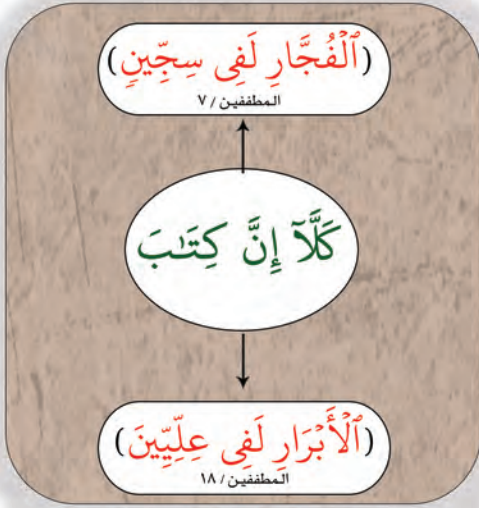 (ٱلۡفُجَّارِ لَفِى سِجِّينٍ)
المطففين / ٧
كَلَّآ إِنَّ كِتَـٰبَ
(ٱلۡأَبۡرَارِ لَفِى عِلِّيِّينَ)
المطففين / ١٨